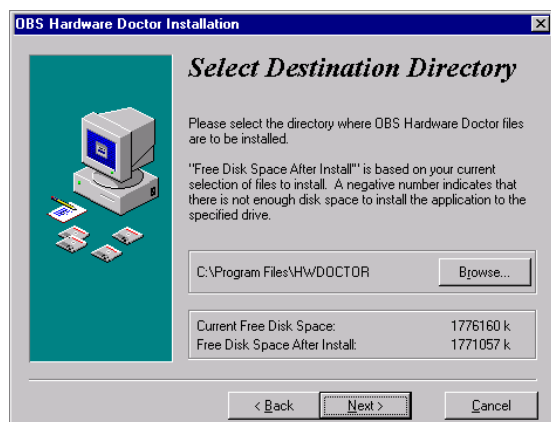 OBS Hardware Doctor Installation
Select Destination Directory
Please select the directory where OBS Hardware Doctor files
are to be installed.
"Free Disk Space After Install"' is based on your current
selection of files to install. A negative number indicates that
there is not enough disk space to install the application to the
specified drive.
C:\Program Files\HWDOCTOR
Browse...
Current Free Disk Space: 1776160 k
Free Disk Space After Install: 1771057 k
< Back Next > Cancel